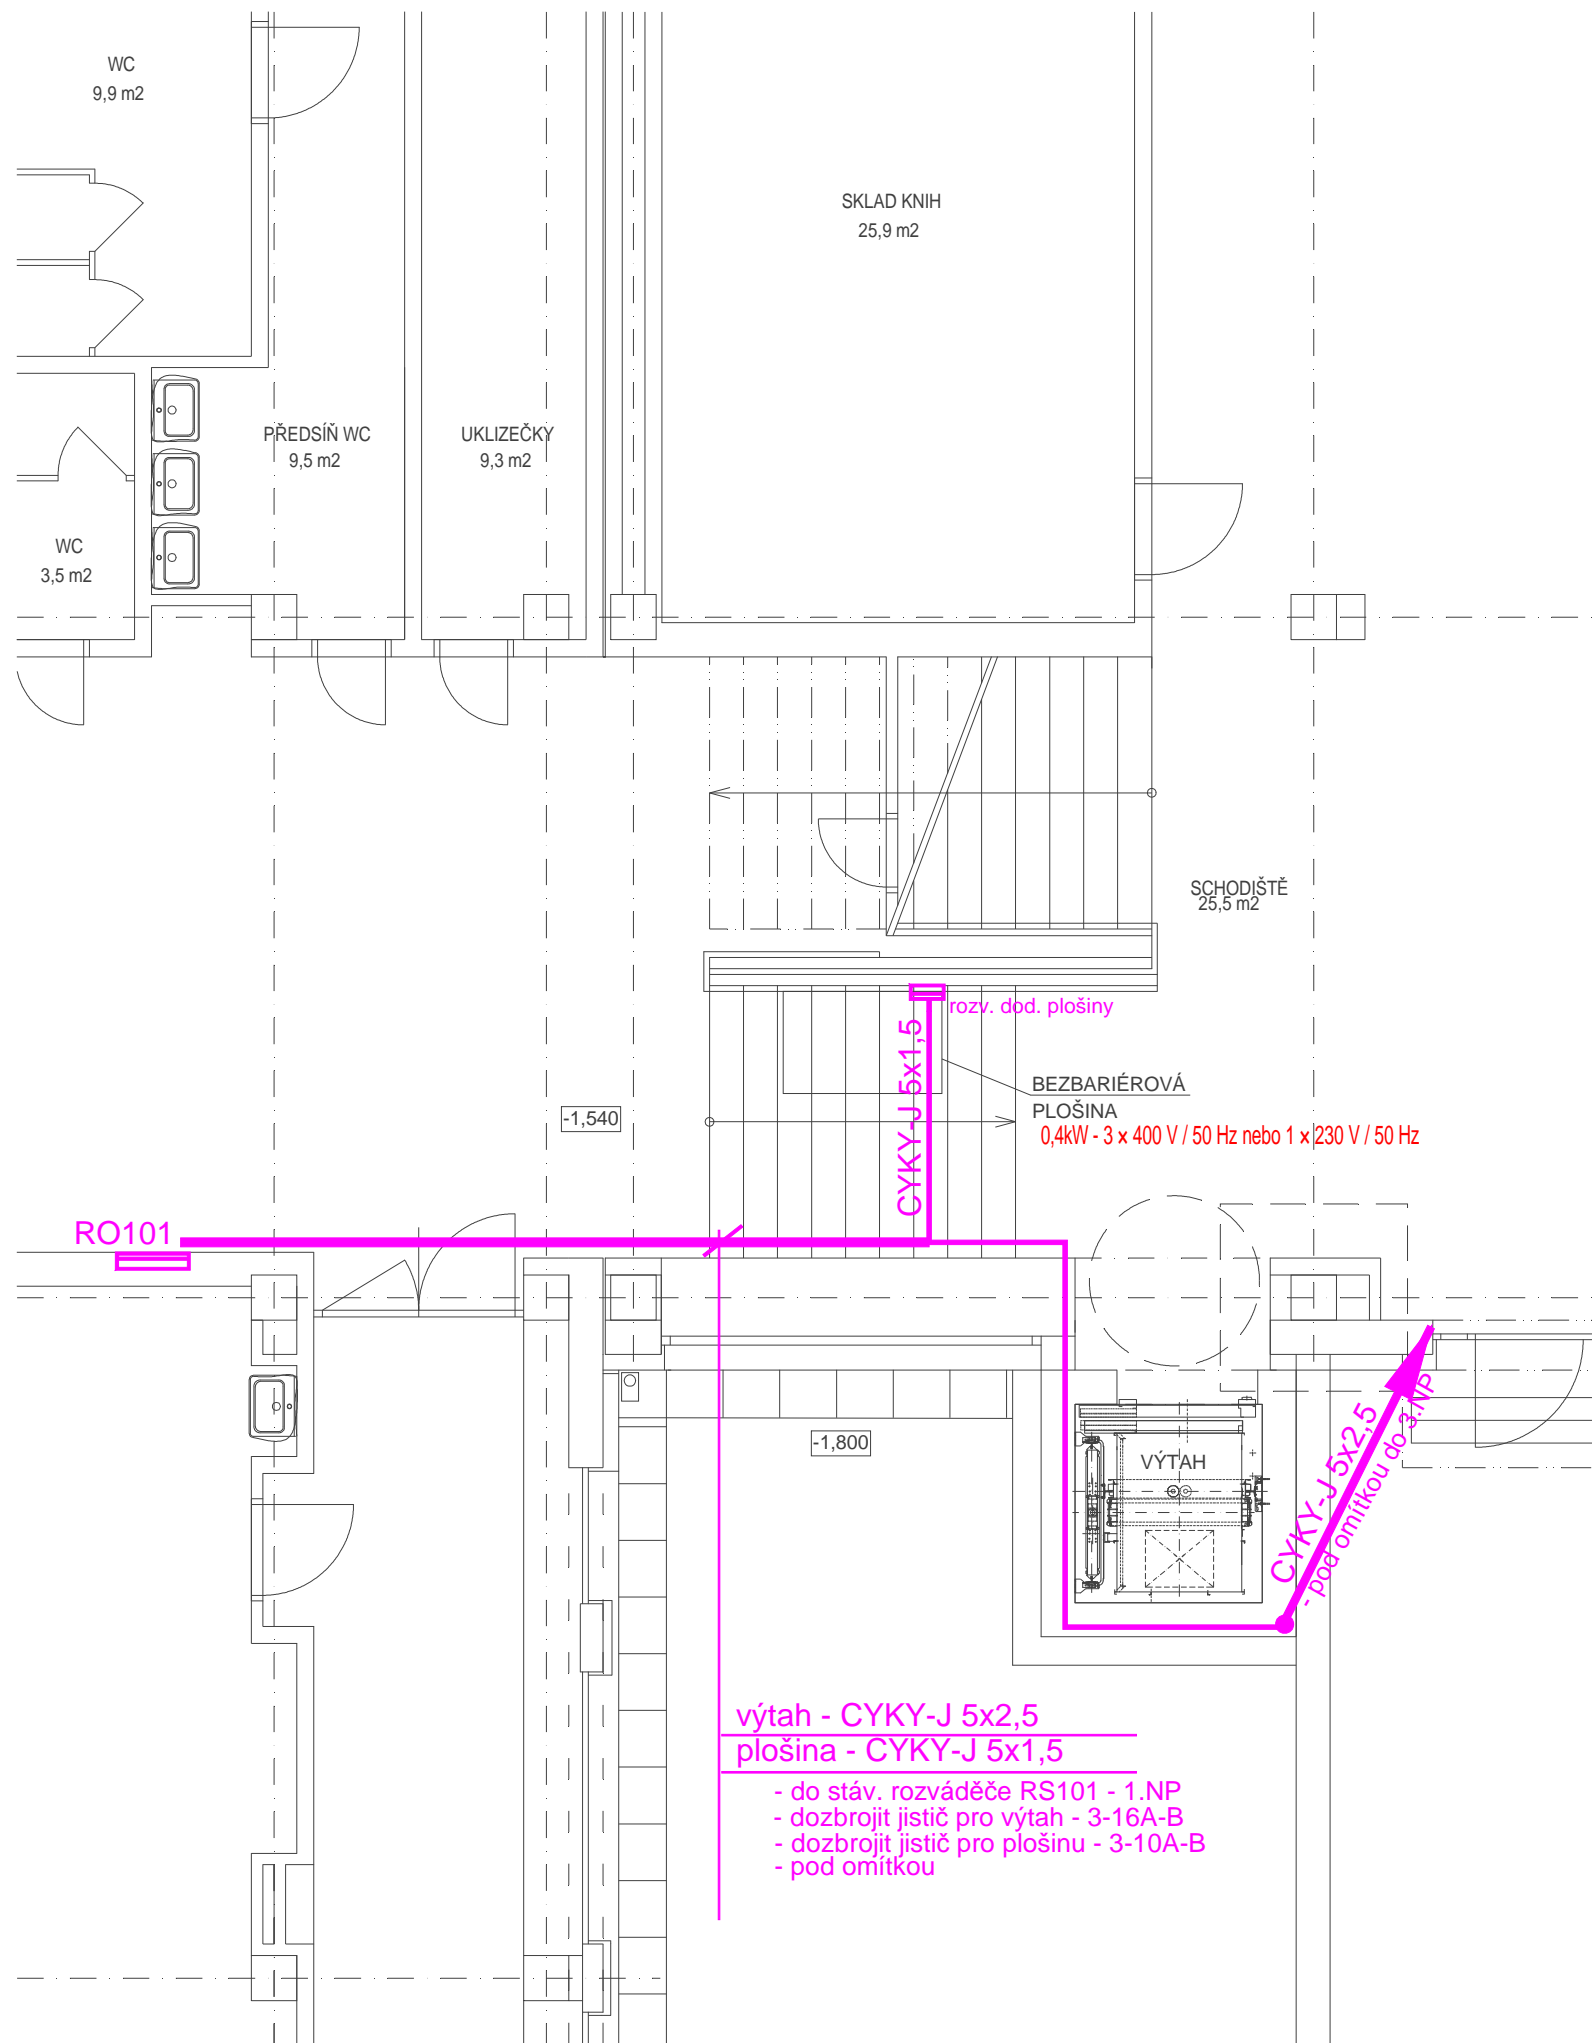 WC
9,9 m2
SKLAD KNIH
25,9 m2
PŘEDSÍŇ WC
9,5 m2
UKLIZEČKY
9,3 m2
WC
3,5 m2
SCHODIŠTĚ
25,5 m2
rozv. dod. plošiny
CYKY-J 5x1,5
BEZBARIÉROVÁ
PLOŠINA
0,4kW - 3 x 400 V / 50 Hz nebo 1 x 230 V / 50 Hz
-1,540
RO101
-1,800
VÝTAH
CYKY-J 5x2,5
- pod omítkou do 3.NP
výtah - CYKY-J 5x2,5
plošina - CYKY-J 5x1,5
- do stáv. rozváděče RS101 - 1.NP
- dozbrojit jistič pro výtah - 3-16A-B
- dozbrojit jistič pro plošinu - 3-10A-B
- pod omítkou